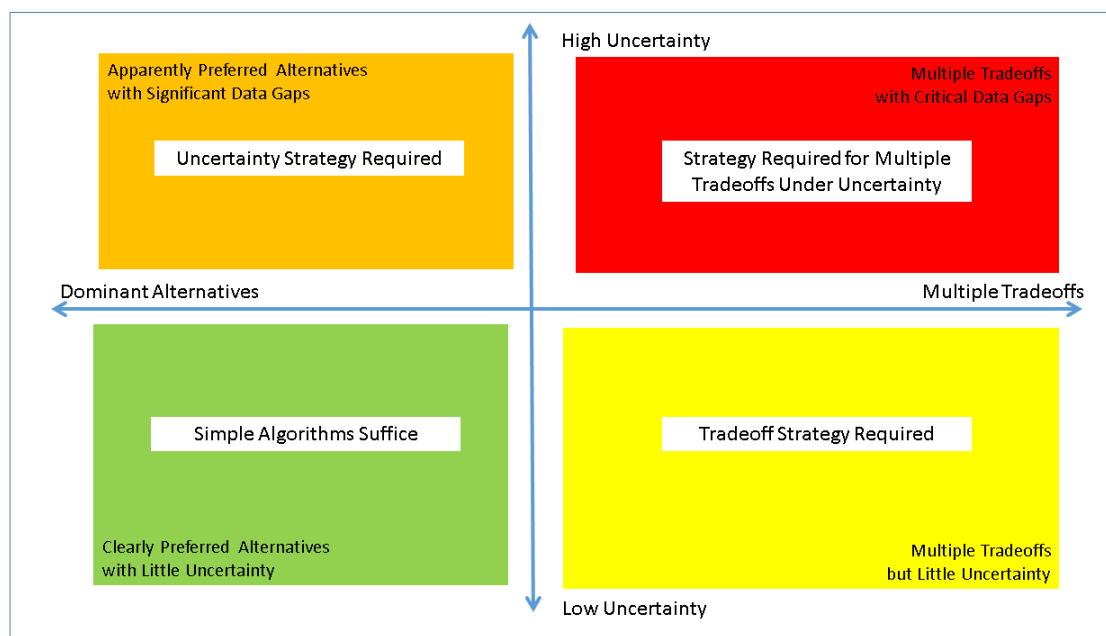 High Uncertainty
Apparently Preferred Alternatives
with Significant Data Gaps
Uncertainty Strategy Required
Multiple Tradeoffs
with Critical Data Gaps
Strategy Required for Multiple
Tradeoffs Under Uncertainty
Dominant Alternatives
Multiple Tradeoffs
Simple Algorithms Suffice
Clearly Preferred Alternatives
with Little Uncertainty
Tradeoff Strategy Required
Multiple Tradeoffs
but Little Uncertainty
Low Uncertainty